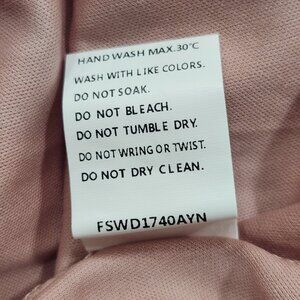 HAND WASH MAX.30°C
WASH WITH LIKE COLORS.
DO NOT SOAK.
DO NOT BLEACH.
DO NOT TUMBLE DRY.
DO NOT WRING OR TWIST.
DO NOT DRY CLEAN.
FSWD1740AYN